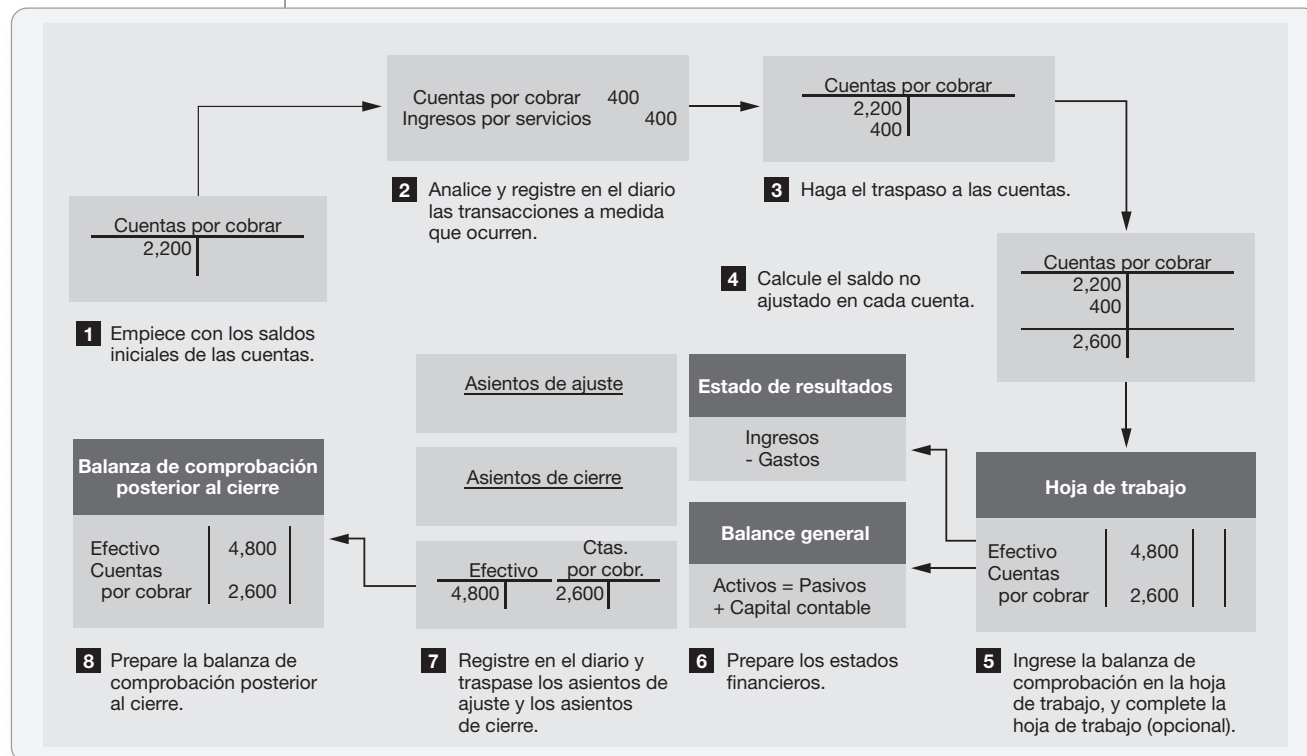 Cuentas por cobrar
2,200
1 Empiece con los saldos
iniciales de las cuentas.
Cuentas por cobrar 400
Ingresos por servicios 400
2 Analice y registre en el diario
las transacciones a medida
que ocurren.
Cuentas por cobrar
2,200
400
3 Haga el traspaso a las cuentas.
4 Calcule el saldo no
ajustado en cada cuenta.
Cuentas por cobrar
2,200
400
2,600
Hoja de trabajo
Efectivo 4,800
Cuentas
por cobrar 2,600
5 Ingrese la balanza de
comprobación en la hoja
de trabajo, y complete la
hoja de trabajo (opcional).
Estado de resultados
Ingresos
- Gastos
Balance general
Activos = Pasivos
+ Capital contable
6 Prepare los estados
financieros.
Asientos de ajuste
Asientos de cierre
Efectivo
4,800
Ctas.
por cobr.
2,600
7 Registre en el diario y
traspase los asientos de
ajuste y los asientos
de cierre.
Balanza de comprobación
posterior al cierre
Efectivo 4,800
Cuentas
por cobrar 2,600
8 Prepare la balanza de
comprobación posterior
al cierre.